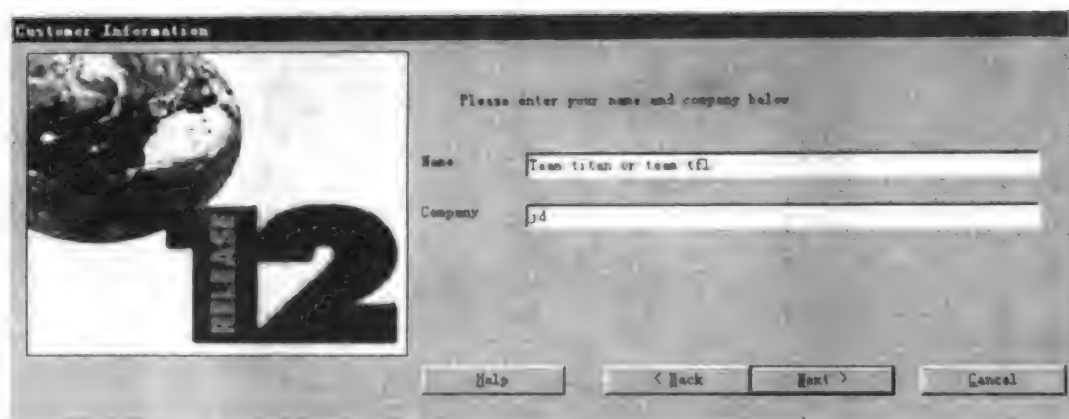 Customer Information
RELEASE 12
Please enter your name and company below
Name
Team titan or team tfl
Company
jd
Help
< Back
Next >
Cancel